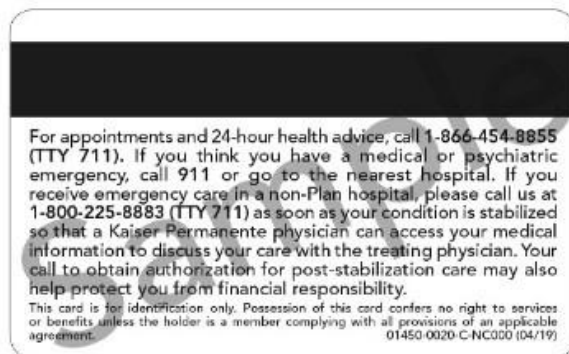 For appointments and 24-hour health advice, call 1-866-454-8855
(TTY 711). If you think you have a medical or psychiatric
emergency, call 911 or go to the nearest hospital. If you
receive emergency care in a non-Plan hospital, please call us at
1-800-225-8883 (TTY 711) as soon as your condition is stabilized
so that a Kaiser Permanente physician can access your medical
information to discuss your care with the treating physician. Your
call to obtain authorization for post-stabilization care may also
help protect you from financial responsibility.
This card is for identification only. Possession of this card confers no right to services
or benefits unless the holder is a member complying with all provisions of an applicable
agreement. 01450-0020-C-NC000 (04/19)
Sample